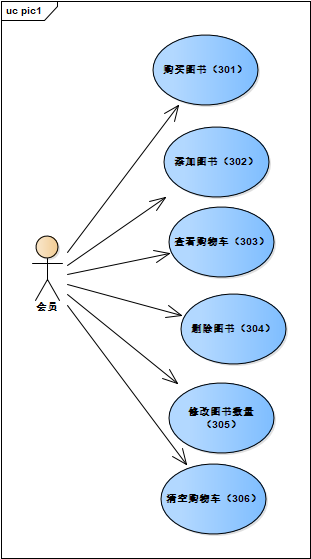 uc pic1
购买图书（301）
添加图书（302）
查看购物车（303）
会员
删除图书（304）
修改图书数量
（305）
清空购物车（306）